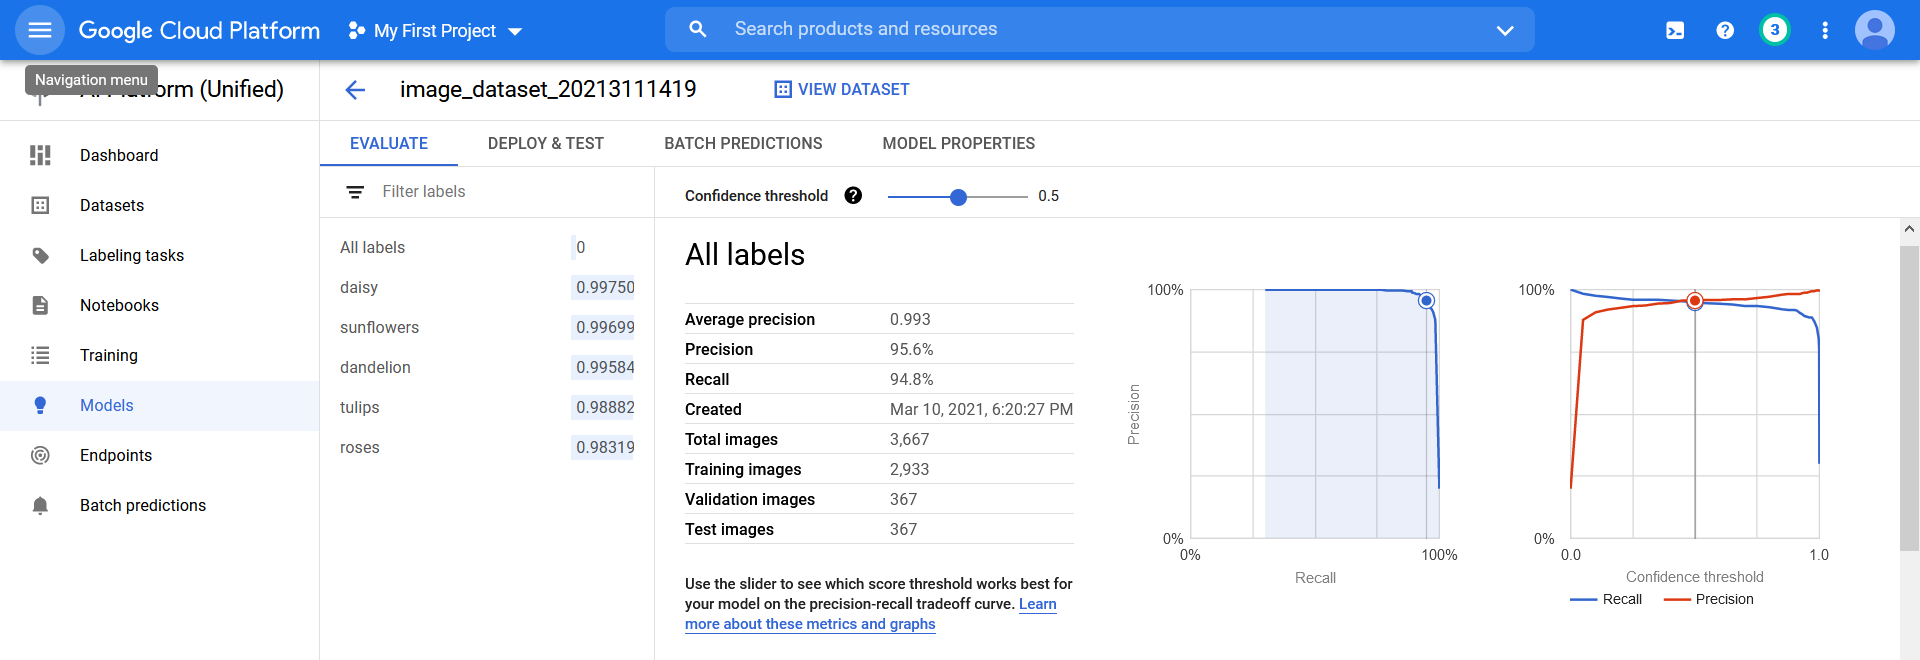 Google Cloud Platform
My First Project
Search products and resources
3
Navigation menu
AI Platform (Unified)
image_dataset_20213111419
VIEW DATASET
Dashboard
Datasets
Labeling tasks
Notebooks
Training
Models
Endpoints
Batch predictions
EVALUATE
DEPLOY & TEST
BATCH PREDICTIONS
MODEL PROPERTIES
Filter labels
Confidence threshold
0.5
All labels 0
daisy 0.99750
sunflowers 0.99699
dandelion 0.99584
tulips 0.98882
roses 0.98319
All labels
Average precision 0.993
Precision 95.6%
Recall 94.8%
Created Mar 10, 2021, 6:20:27 PM
Total images 3,667
Training images 2,933
Validation images 367
Test images 367
Use the slider to see which score threshold works best for
your model on the precision-recall tradeoff curve. Learn
more about these metrics and graphs
100%
Precision
0%
0%
100%
Recall
100%
0%
0.0
1.0
Confidence threshold
Recall
Precision